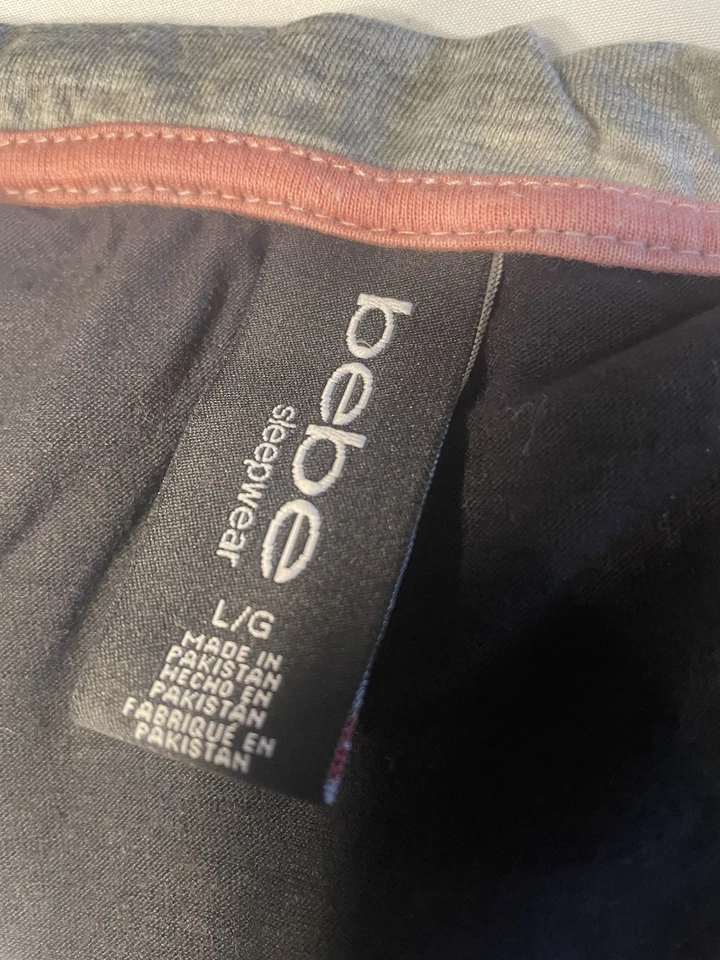 bebe
sleepwear
L/G
MADE IN
PAKISTAN
HECHO EN
PAKISTÁN
FABRIQUÉ EN
PAKISTAN